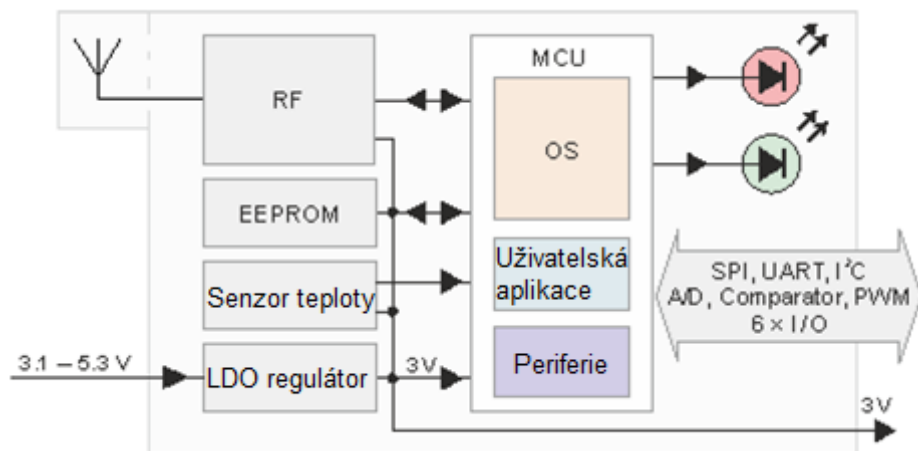 RF
MCU
OS
EEPROM
Uživatelská
aplikace
Senzor teploty
SPI, UART, I²C
A/D, Comparator, PWM
6 × I/O
3.1 – 5.3 V
LDO regulátor
3V
Periferie
3V